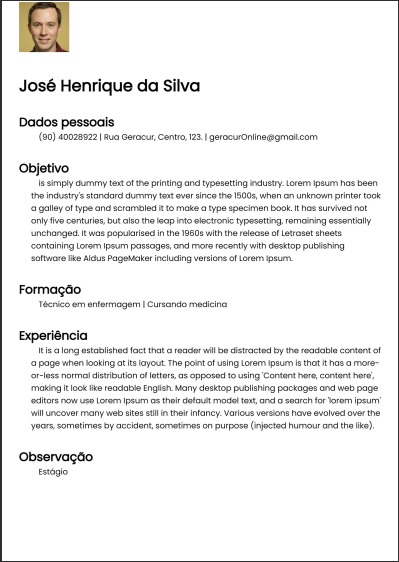 José Henrique da Silva
Dados pessoais
(90) 40028922 | Rua Geracur, Centro, 123. | geracurOnline@gmail.com
Objetivo
is simply dummy text of the printing and typesetting industry. Lorem Ipsum has been
the industry's standard dummy text ever since the 1500s, when an unknown printer took
a galley of type and scrambled it to make a type specimen book. It has survived not
only five centuries, but also the leap into electronic typesetting, remaining essentially
unchanged. It was popularised in the 1960s with the release of Letraset sheets
containing Lorem Ipsum passages, and more recently with desktop publishing
software like Aldus PageMaker including versions of Lorem Ipsum.
Formação
Técnico em enfermagem | Cursando medicina
Experiência
It is a long established fact that a reader will be distracted by the readable content of
a page when looking at its layout. The point of using Lorem Ipsum is that it has a more-
or-less normal distribution of letters, as opposed to using 'Content here, content here',
making it look like readable English. Many desktop publishing packages and web page
editors now use Lorem Ipsum as their default model text, and a search for 'lorem ipsum'
will uncover many web sites still in their infancy. Various versions have evolved over the
years, sometimes by accident, sometimes on purpose (injected humour and the like).
Observação
Estágio